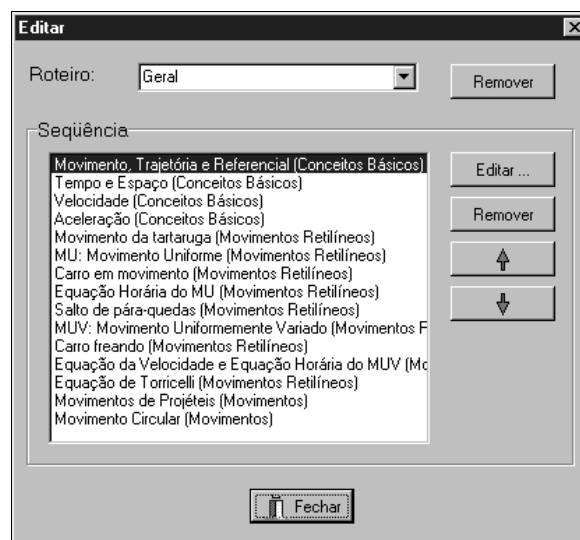 Editar
Roteiro:
Geral
Remover
Seqüência
Movimento, Trajetória e Referencial (Conceitos Básicos)
Tempo e Espaço (Conceitos Básicos)
Velocidade (Conceitos Básicos)
Aceleração (Conceitos Básicos)
Movimento da tartaruga (Movimentos Retilíneos)
MU: Movimento Uniforme (Movimentos Retilíneos)
Carro em movimento (Movimentos Retilíneos)
Equação Horária do MU (Movimentos Retilíneos)
Salto de pára-quedas (Movimentos Retilíneos)
MUV: Movimento Uniformemente Variado (Movimentos F
Carro freando (Movimentos Retilíneos)
Equação da Velocidade e Equação Horária do MUV (Mo
Equação de Torricelli (Movimentos Retilíneos)
Movimentos de Projéteis (Movimentos)
Movimento Circular (Movimentos)
Editar ...
Remover
Fechar